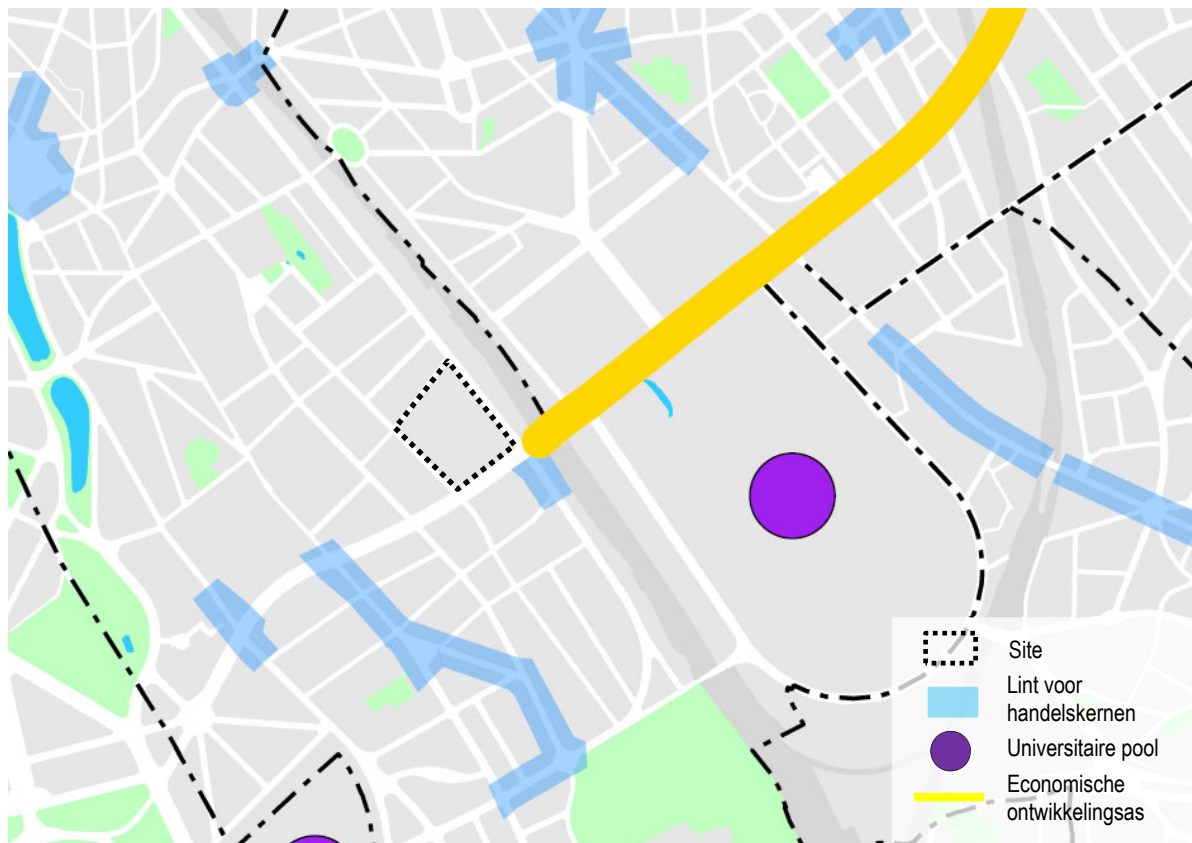 Site
Lint voor
handelskernen
Universitaire pool
Economische
ontwikkelingsas